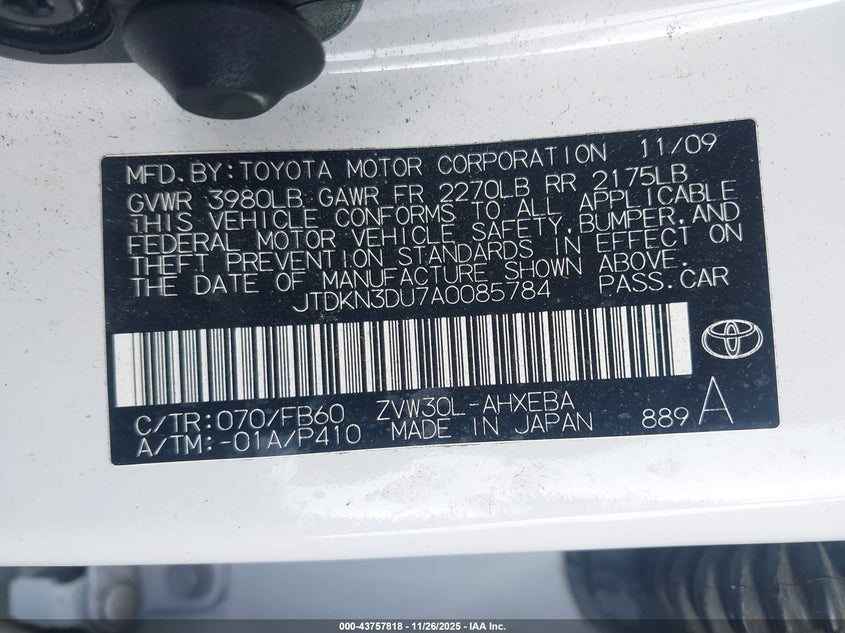 MFD.BY:TOYOTA MOTOR CORPORATION 11/09
GVWR 3980LB GAWR FR 2270LB RR 2175LB
THIS VEHICLE CONFORMS TO ALL APPLICABLE
FEDERAL MOTOR VEHICLE SAFETY,BUMPER,AND
THEFT PREVENTION STANDARDS IN EFFECT ON
THE DATE OF MANUFACTURE SHOWN ABOVE.
JTDKN3DU7A0085784 PASS.CAR
C/TR:070/FB60 ZVW30L-AHXEBA
A/TM:-01A/P410 MADE IN JAPAN 889 A
000-43757818 - 11/26/2025 - IAA Inc.